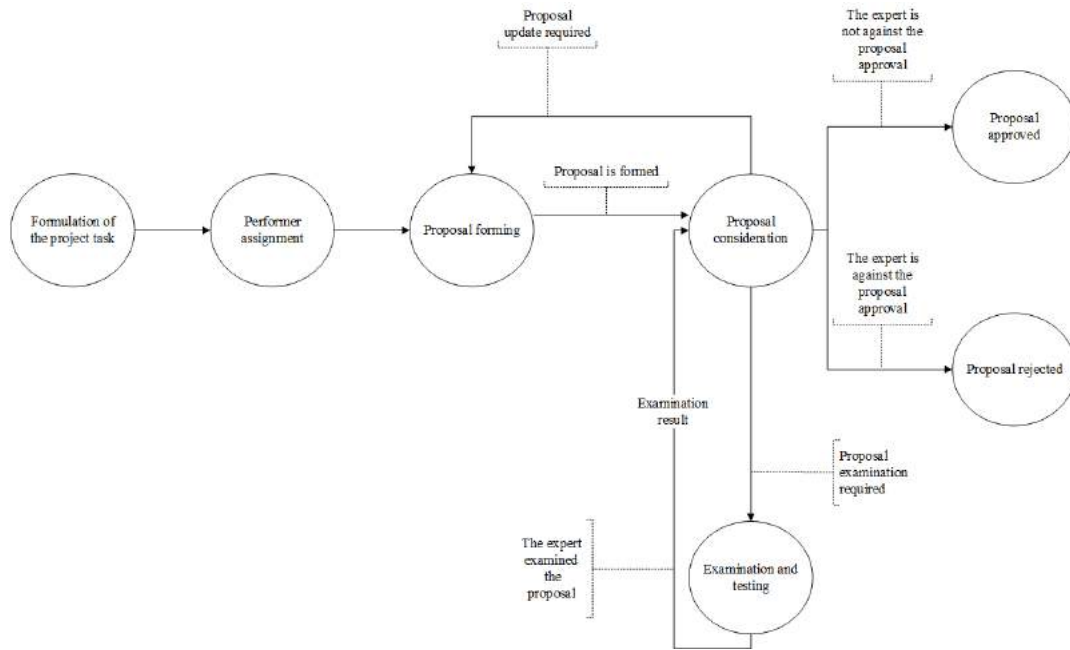 Proposal
update required
The expert is
not against the
proposal
approval
Proposal
approved
Proposal is formed
Formulation of
the project task
Performer
assignment
Proposal forming
Proposal
consideration
The expert is
against the
proposal
approval
Proposal rejected
Examination
result
Proposal
examination
required
The expert
examined
the
proposal
Examination and
testing